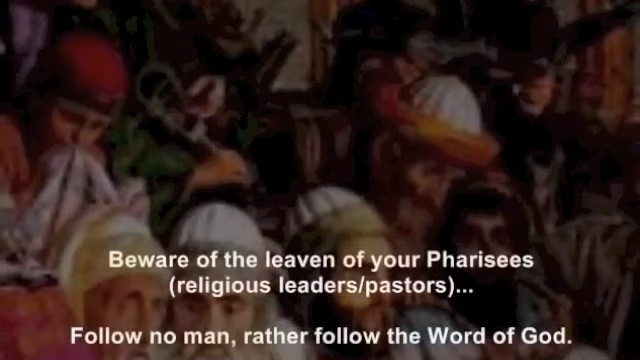 Beware of the leaven of your Pharisees
(religious leaders/pastors)...
Follow no man, rather follow the Word of God.